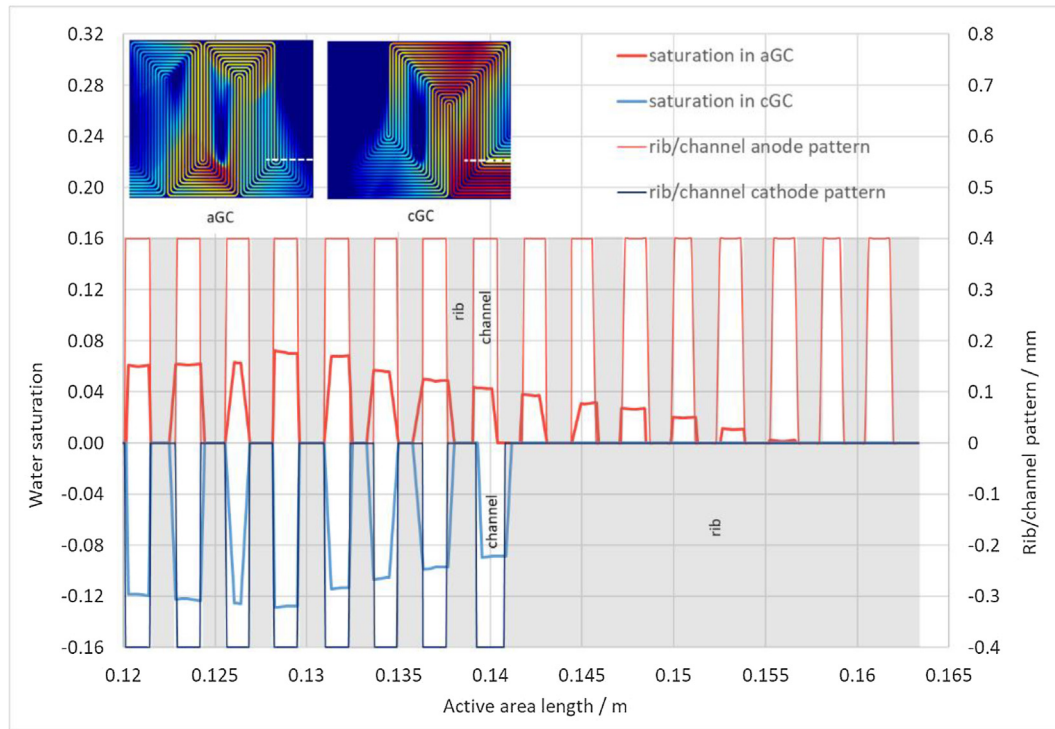 0.32
0.28
0.24
0.20
0.16
0.12
0.08
0.04
0.00
-0.04
-0.08
-0.12
-0.16
Water saturation
0.8
0.7
0.6
0.5
0.4
0.3
0.2
0.1
0
-0.1
-0.2
-0.3
-0.4
Rib/channel pattern / mm
saturation in aGC
saturation in cGC
rib/channel anode pattern
rib/channel cathode pattern
aGC
cGC
rib
channel
channel
rib
0.12 0.125 0.13 0.135 0.14 0.145 0.15 0.155 0.16 0.165
Active area length / m